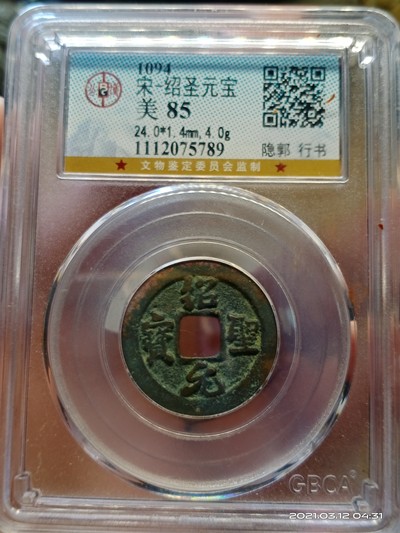 1094
宋-绍圣元宝
美 85
24.0*1.4mm,4.0g
1112075789
隐郭 行书
★ 文物鉴定委员会监制 ★
紹聖元寳
GBCA
2021.03.12 04:31